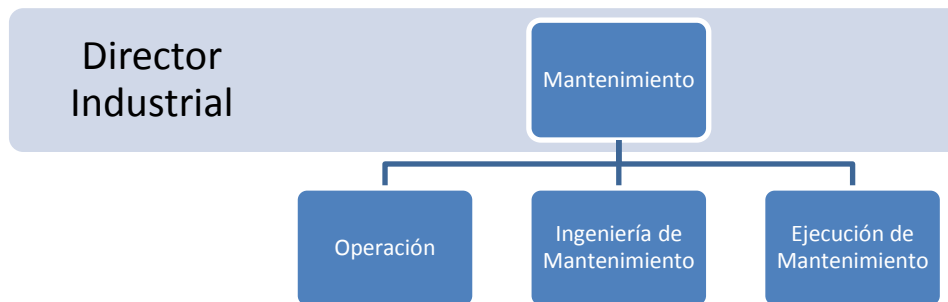 Director
Industrial
Mantenimiento
Operación
Ingeniería de
Mantenimiento
Ejecución de
Mantenimiento